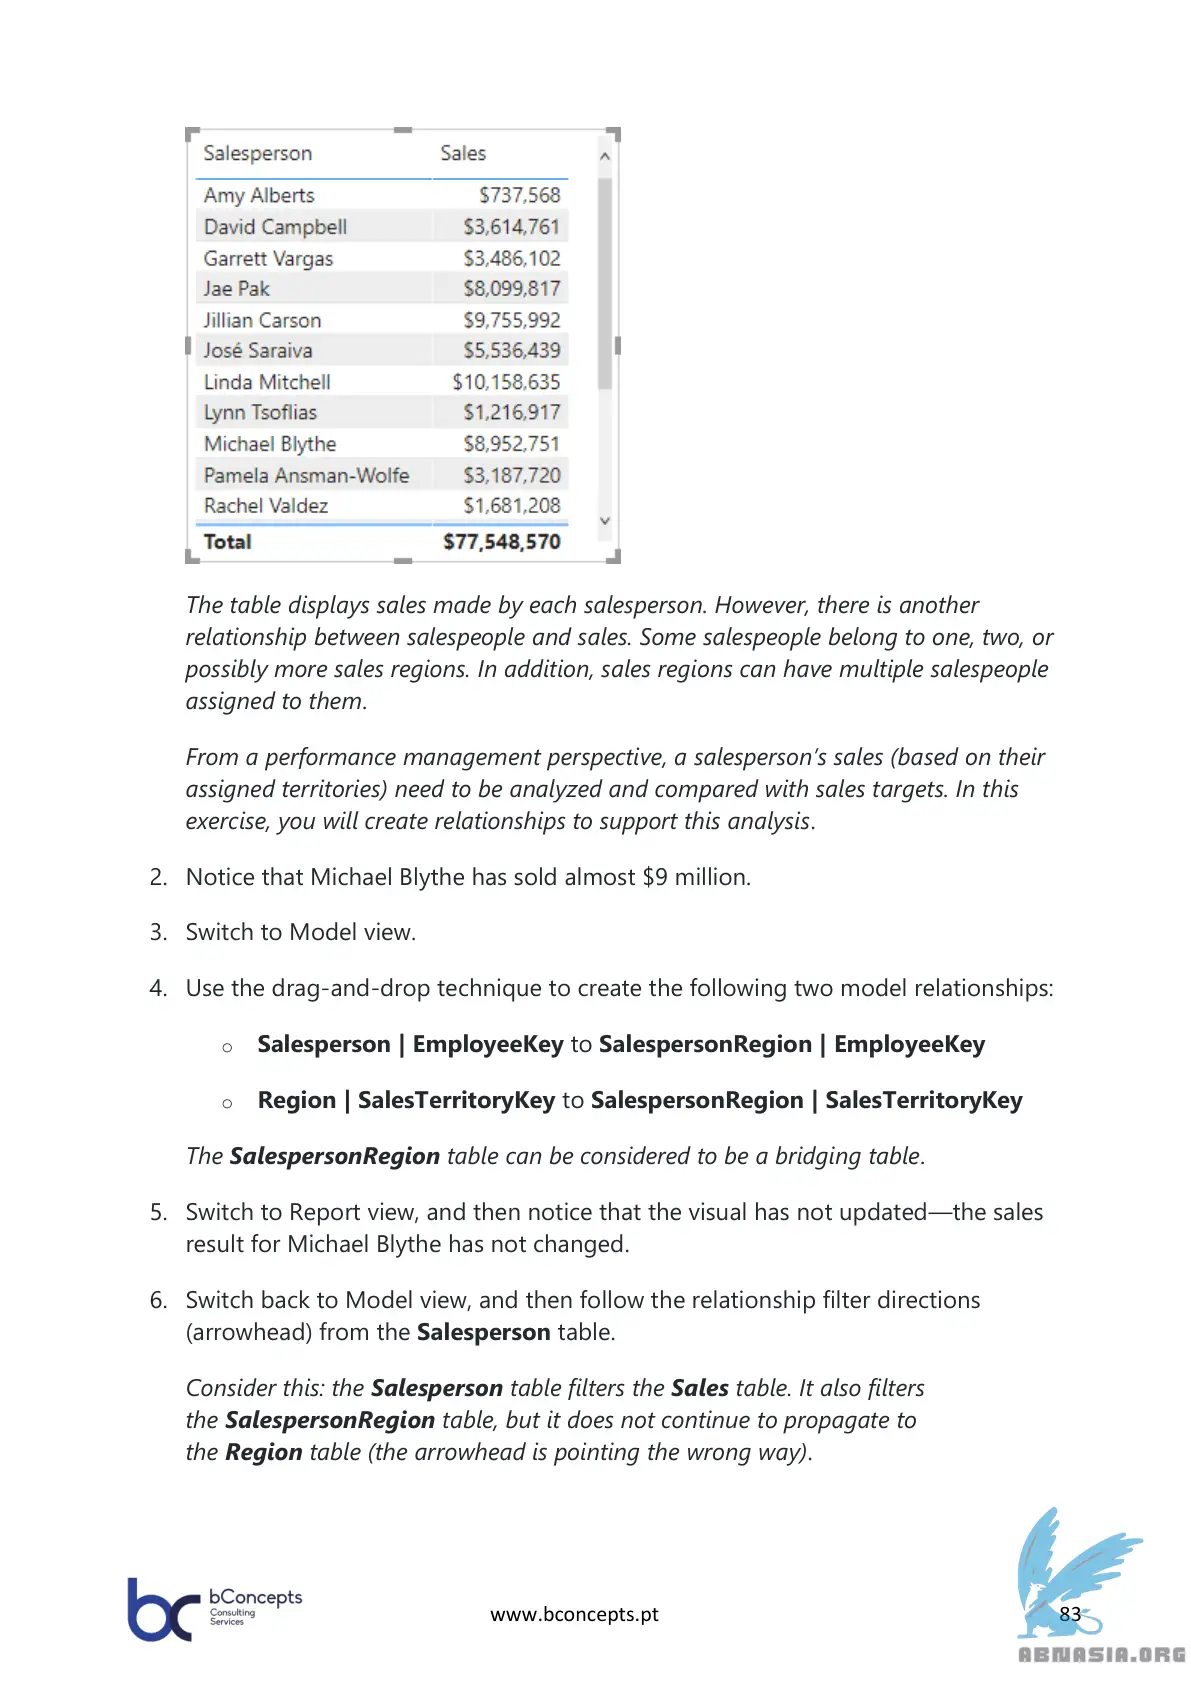 Salesperson Sales
Amy Alberts $737,568
David Campbell $3,614,761
Garrett Vargas $3,486,102
Jae Pak $8,099,817
Jillian Carson $9,755,992
José Saraiva $5,536,439
Linda Mitchell $10,158,635
Lynn Tsoflias $1,216,917
Michael Blythe $8,952,751
Pamela Ansman-Wolfe $3,187,720
Rachel Valdez $1,681,208
Total $77,548,570
The table displays sales made by each salesperson. However, there is another
relationship between salespeople and sales. Some salespeople belong to one, two, or
possibly more sales regions. In addition, sales regions can have multiple salespeople
assigned to them.
From a performance management perspective, a salesperson’s sales (based on their
assigned territories) need to be analyzed and compared with sales targets. In this
exercise, you will create relationships to support this analysis.
2. Notice that Michael Blythe has sold almost $9 million.
3. Switch to Model view.
4. Use the drag-and-drop technique to create the following two model relationships:
o Salesperson | EmployeeKey to SalespersonRegion | EmployeeKey
o Region | SalesTerritoryKey to SalespersonRegion | SalesTerritoryKey
The SalespersonRegion table can be considered to be a bridging table.
5. Switch to Report view, and then notice that the visual has not updated—the sales
result for Michael Blythe has not changed.
6. Switch back to Model view, and then follow the relationship filter directions
(arrowhead) from the Salesperson table.
Consider this: the Salesperson table filters the Sales table. It also filters
the SalespersonRegion table, but it does not continue to propagate to
the Region table (the arrowhead is pointing the wrong way).
bc bConcepts
Consulting
Services
www.bconcepts.pt
83
ABNASIA.ORG